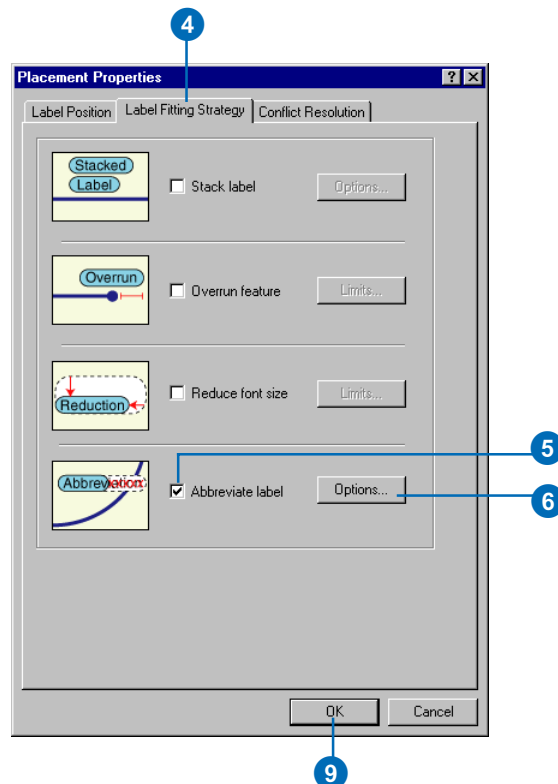 4
Placement Properties
Label Position Label Fitting Strategy Conflict Resolution
Stacked
Label
Stack label Options...
Overrun
Overrun feature Limits...
Reduction
Reduce font size Limits...
Abbreviation
Abbreviate label Options...
5
6
OK Cancel
9